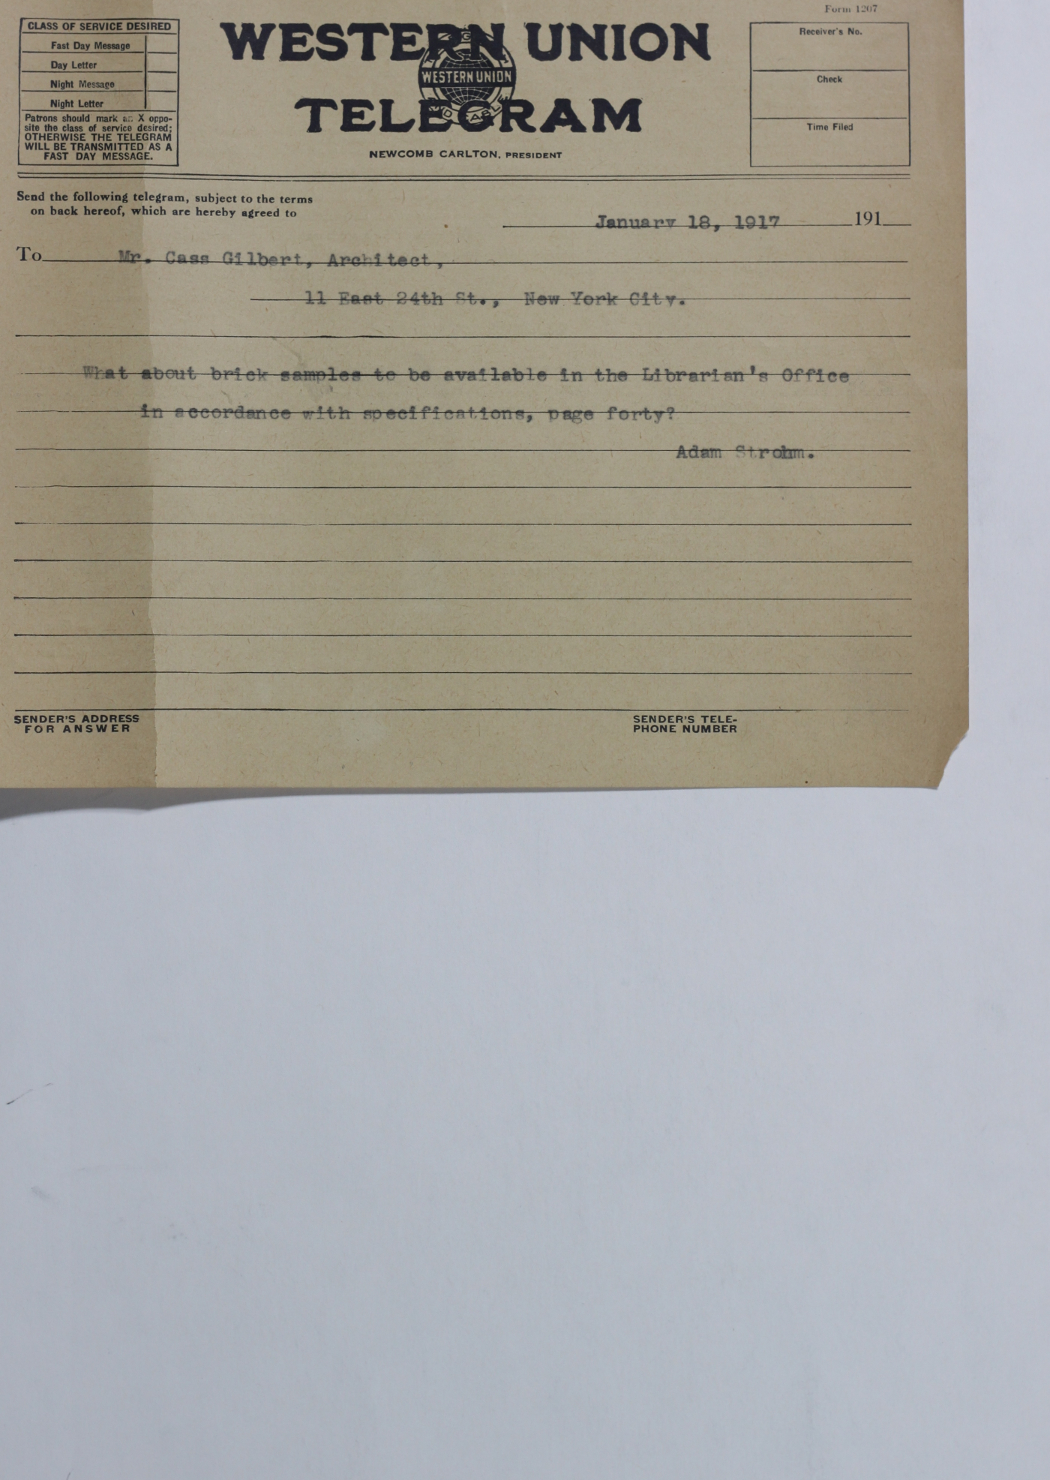 Form 1207
CLASS OF SERVICE DESIRED
Fast Day Message
Day Letter
Night Message
Night Letter
Patrons should mark an X oppo-
site the class of service desired;
OTHERWISE THE TELEGRAM
WILL BE TRANSMITTED AS A
FAST DAY MESSAGE.
WESTERN UNION
WESTERN UNION
TELEGRAM
NEWCOMB CARLTON, PRESIDENT
Receiver's No.
Check
Time Filed
Send the following telegram, subject to the terms
on back hereof, which are hereby agreed to
January 18, 1917 191
To Mr. Cass Gilbert, Architect,
11 East 24th St., New York City.
What about brick samples to be available in the Librarian's Office
in accordance with specifications, page forty?
Adam Strohm.
SENDER'S ADDRESS
FOR ANSWER
SENDER'S TELE-
PHONE NUMBER